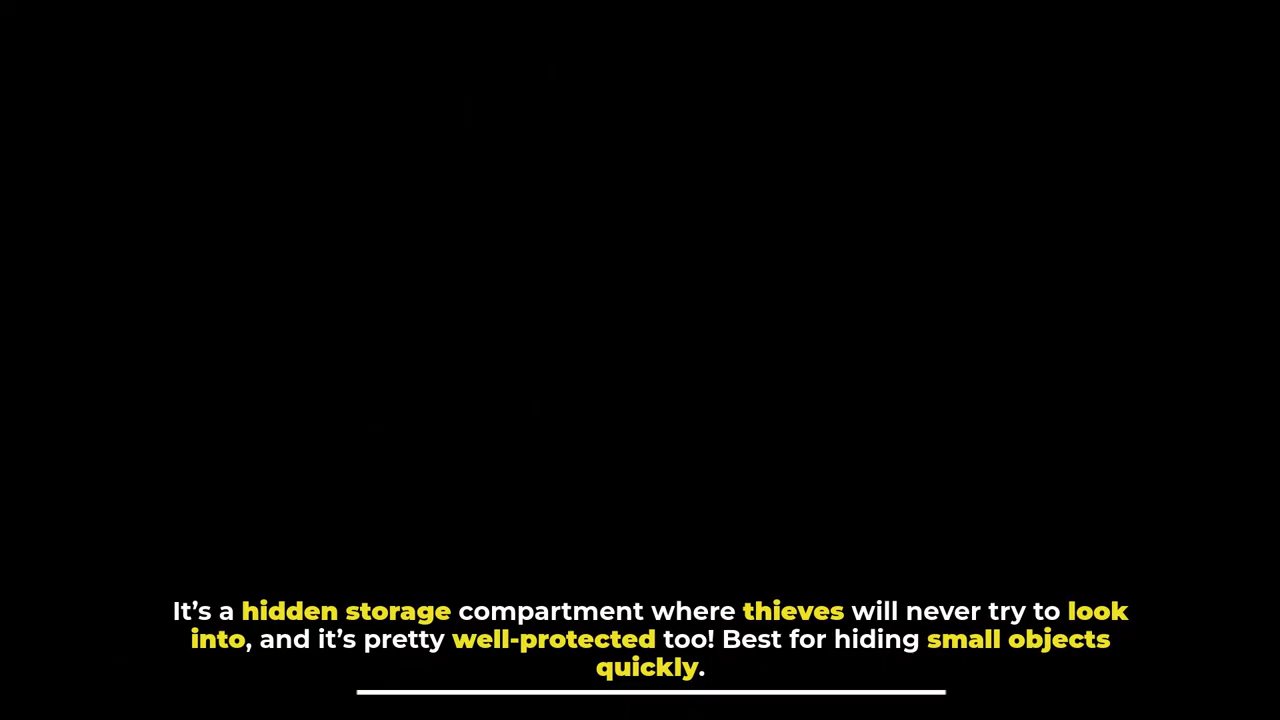 It’s a hidden storage compartment where thieves will never try to look
into, and it’s pretty well-protected too! Best for hiding small objects
quickly.